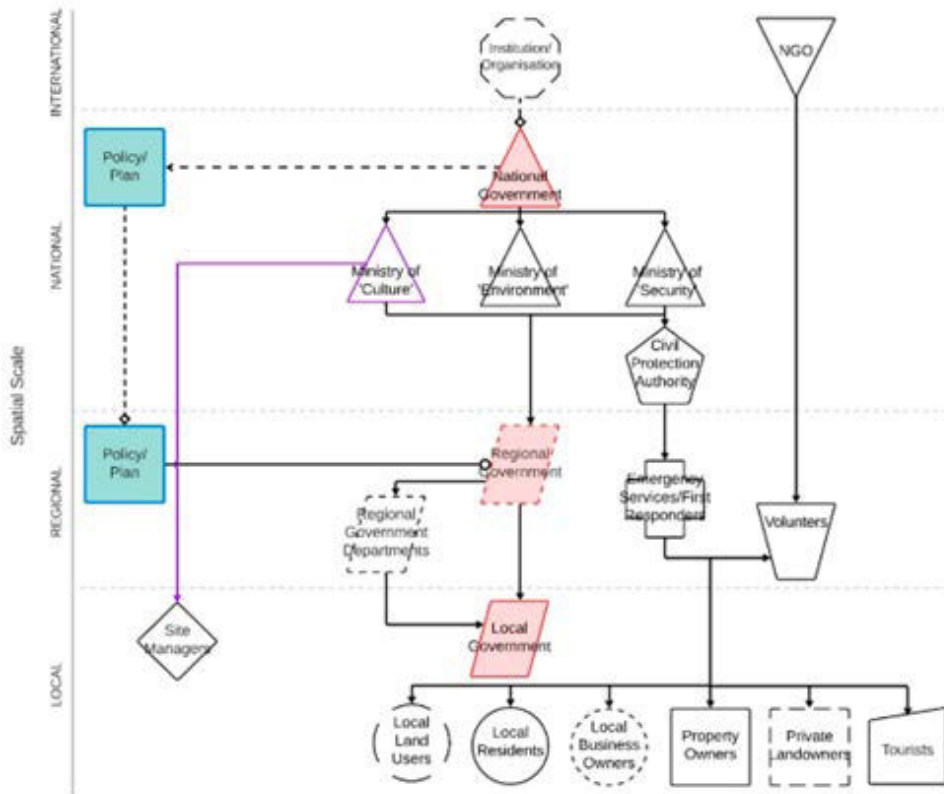 Spatial Scale
INTERNATIONAL
Institution/
Organisation
NGO
NATIONAL
Policy/
Plan
National
Government
Ministry of
'Culture'
Ministry of
'Environment'
Ministry of
'Security'
Civil
Protection
Authority
REGIONAL
Policy/
Plan
Regional
Government
Regional
Government
Departments
Emergency
Services/First
Responders
Volunters
LOCAL
Site
Managers
Local
Government
Local
Land
Users
Local
Residents
Local
Business
Owners
Property
Owners
Private
Landowners
Tourists